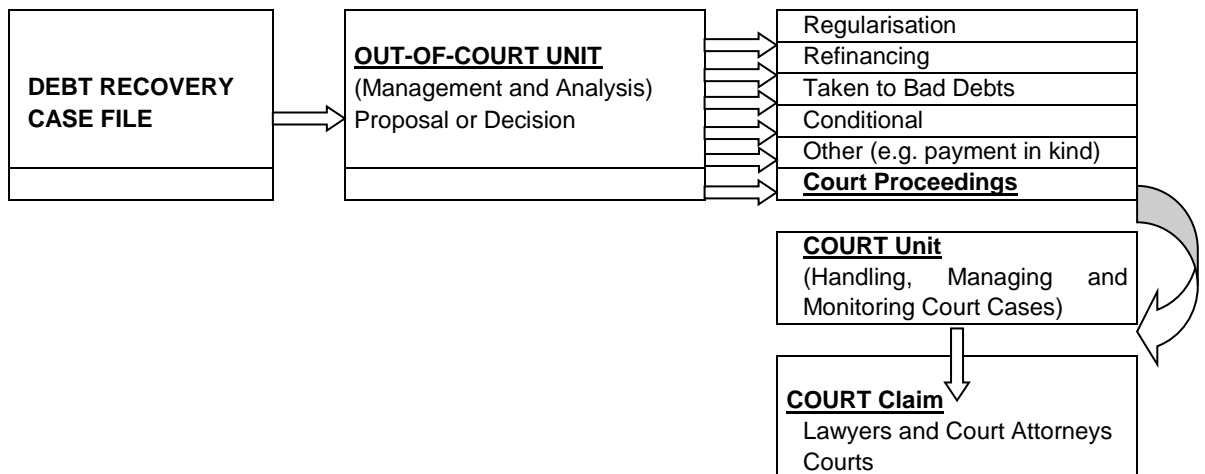 DEBT RECOVERY
CASE FILE
OUT-OF-COURT UNIT
(Management and Analysis)
Proposal or Decision
Regularisation
Refinancing
Taken to Bad Debts
Conditional
Other (e.g. payment in kind)
Court Proceedings
COURT Unit
(Handling, Managing and
Monitoring Court Cases)
COURT Claim
Lawyers and Court Attorneys
Courts